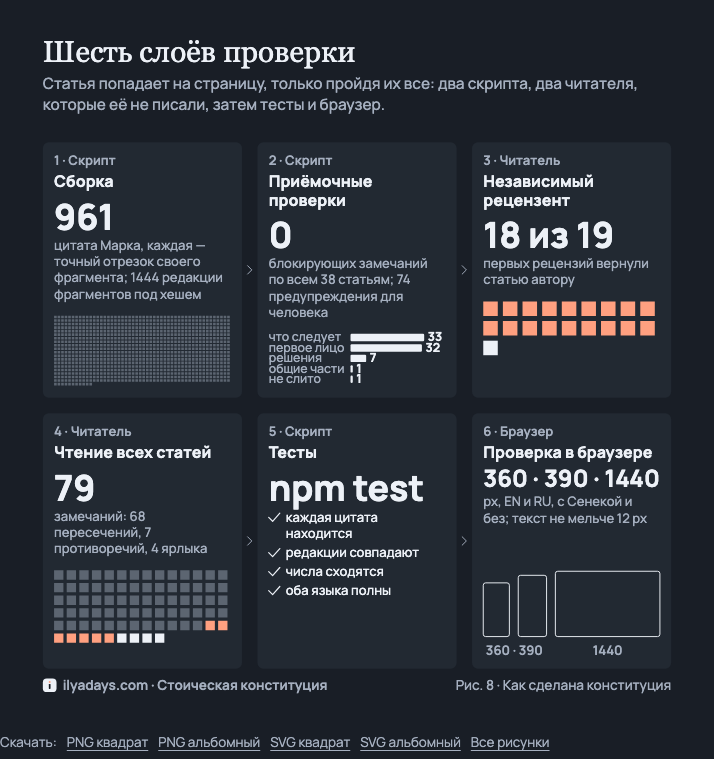 Шесть слоёв проверки
Статья попадает на страницу, только пройдя их все: два скрипта, два читателя,
которые её не писали, затем тесты и браузер.
1 · Скрипт
Сборка
961
цитата Марка, каждая —
точный отрезок своего
фрагмента; 1444 редакции
фрагментов под хешем
2 · Скрипт
Приёмочные
проверки
0
блокирующих замечаний
по всем 38 статьям; 74
предупреждения для
человека
что следует 33
первое лицо 32
решения 7
общие части 1
не слито 1
3 · Читатель
Независимый
рецензент
18 из 19
первых рецензий вернули
статью автору
4 · Читатель
Чтение всех статей
79
замечаний: 68
пересечений, 7
противоречий, 4 ярлыка
5 · Скрипт
Тесты
npm test
каждая цитата
находится
редакции совпадают
числа сходятся
оба языка полны
6 · Браузер
Проверка в браузере
360 · 390 · 1440
px, EN и RU, с Сенекой и
без; текст не мельче 12 px
360 · 390
1440
ilyadays.com · Стоическая конституция
Рис. 8 · Как сделана конституция
Скачать: PNG квадрат PNG альбомный SVG квадрат SVG альбомный Все рисунки